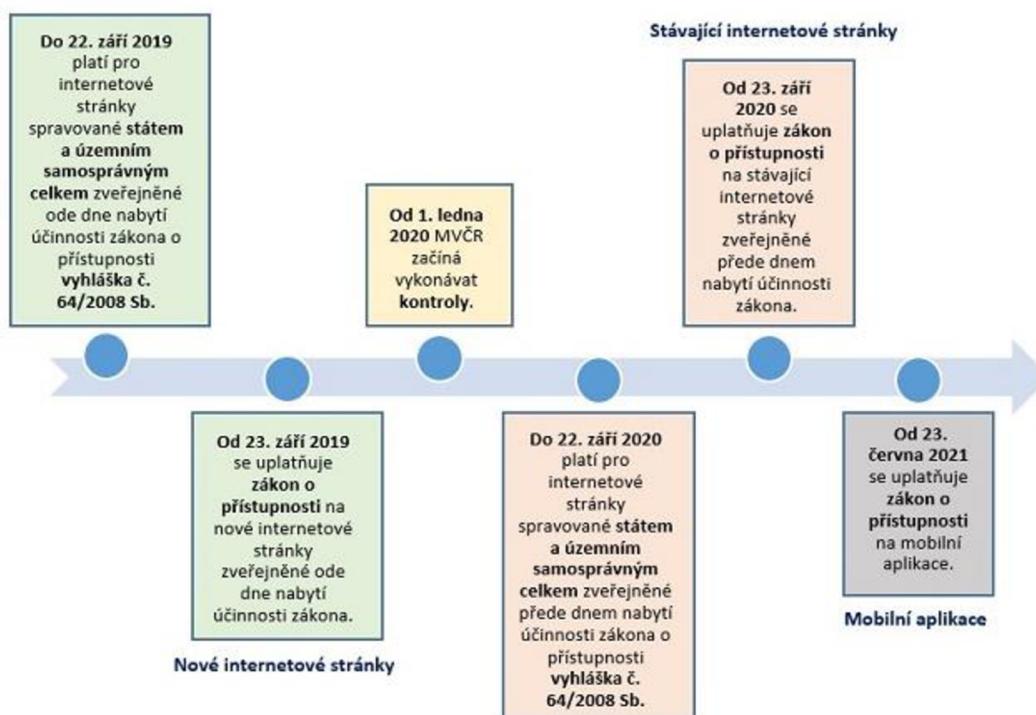 Do 22. září 2019
platí pro
internetové
stránky
spravované státem
a územním
samosprávným
celkem zveřejněné
ode dne nabytí
účinnosti zákona o
přístupnosti
vyhláška č.
64/2008 Sb.
Od 23. září 2019
se uplatňuje
zákon o
přístupnosti na
nové internetové
stránky
zveřejněné ode
dne nabytí
účinnosti zákona.
Nové internetové stránky
Od 1. ledna
2020 MVČR
začíná
vykonávat
kontroly.
Do 22. září 2020
platí pro
internetové
stránky
spravované státem
a územním
samosprávným
celkem zveřejněné
přede dnem nabytí
účinnosti zákona o
přístupnosti
vyhláška č.
64/2008 Sb.
Stávající internetové stránky
Od 23. září
2020 se
uplatňuje zákon
o přístupnosti
na stávající
internetové
stránky
zveřejněné
přede dnem
nabytí účinnosti
zákona.
Od 23.
června 2021
se uplatňuje
zákon o
přístupnosti
na mobilní
aplikace.
Mobilní aplikace